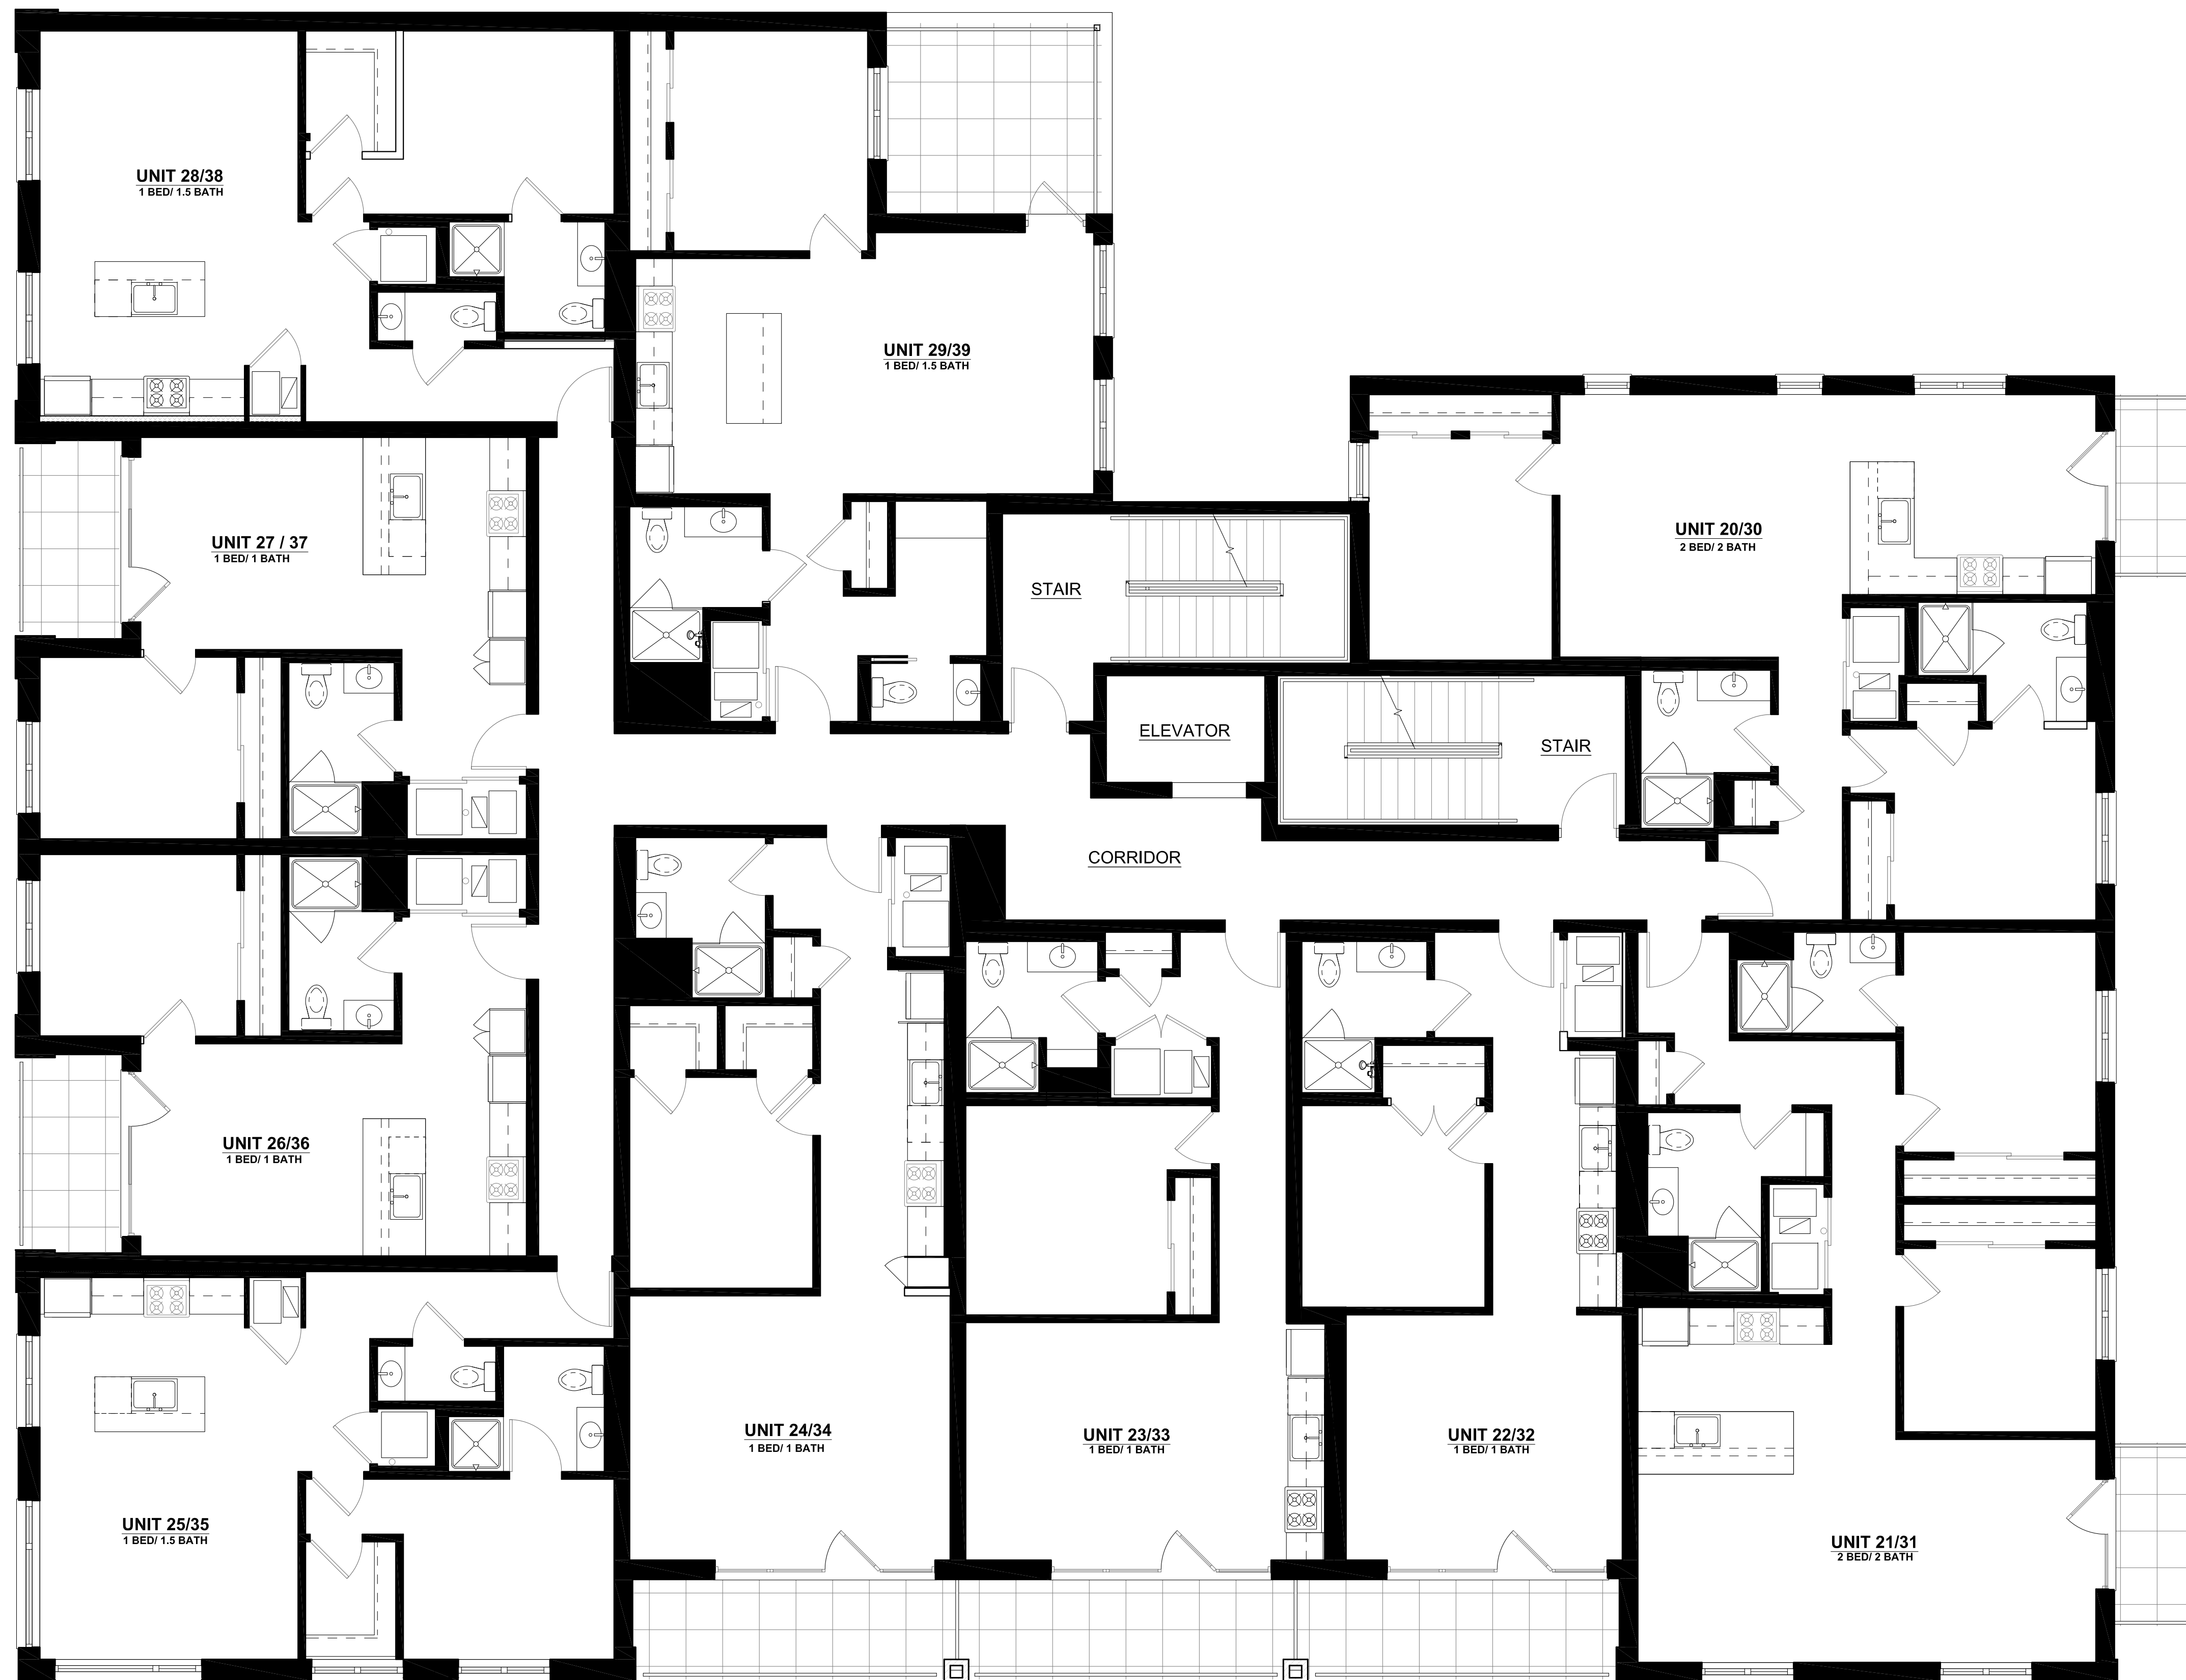 UNIT 28/38
1 BED/ 1.5 BATH
UNIT 29/39
1 BED/ 1.5 BATH
UNIT 27 / 37
1 BED/ 1 BATH
UNIT 20/30
2 BED/ 2 BATH
STAIR
ELEVATOR
STAIR
CORRIDOR
UNIT 26/36
1 BED/ 1 BATH
UNIT 24/34
1 BED/ 1 BATH
UNIT 23/33
1 BED/ 1 BATH
UNIT 22/32
1 BED/ 1 BATH
UNIT 25/35
1 BED/ 1.5 BATH
UNIT 21/31
2 BED/ 2 BATH